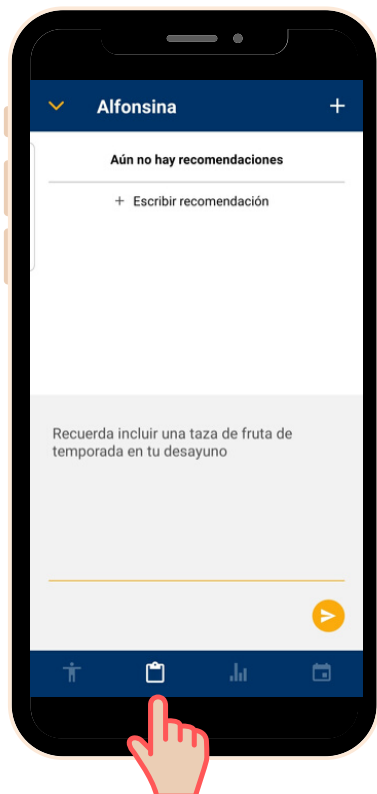 Alfonsina
Aún no hay recomendaciones
+ Escribir recomendación
Recuerda incluir una taza de fruta de
temporada en tu desayuno